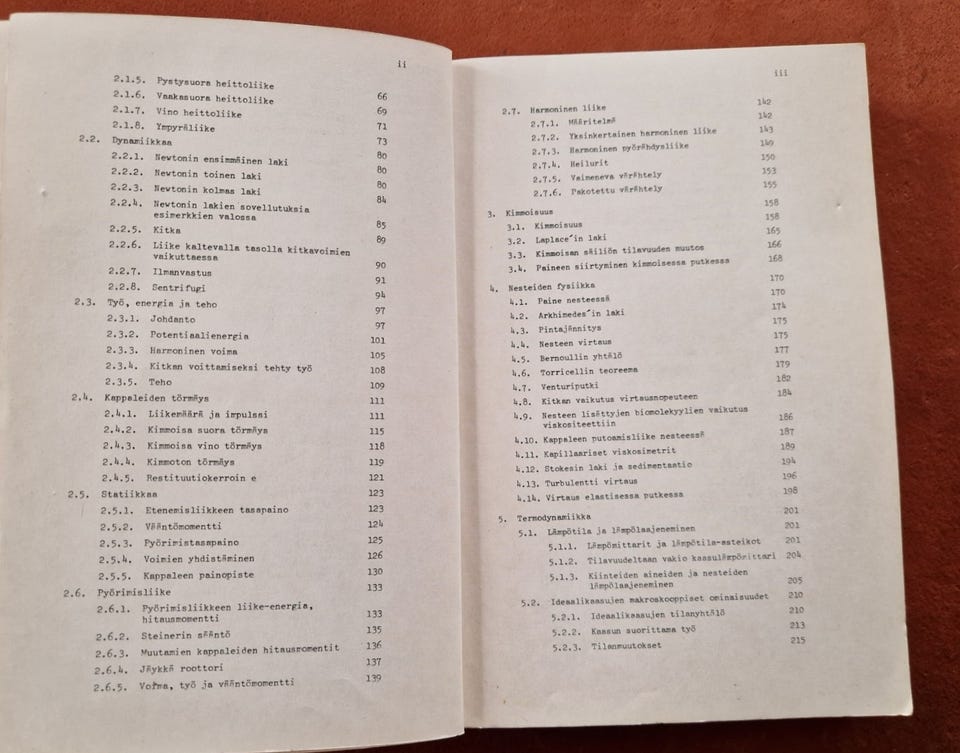 ii
2.1.5. Pystysuora heittoliike 66
2.1.6. Vaakasuora heittoliike 69
2.1.7. Vino heittoliike 71
2.1.8. Ympyräliike 73
2.2. Dynamiikkaa 80
2.2.1. Newtonin ensimmäinen laki 80
2.2.2. Newtonin toinen laki 80
2.2.3. Newtonin kolmas laki 84
2.2.4. Newtonin lakien sovellutuksia
esimerkkien valossa 85
2.2.5. Kitka 89
2.2.6. Liike kaltevalla tasolla kitkavoimien
vaikuttaessa 90
2.2.7. Ilmanvastus 91
2.2.8. Sentrifugi 94
2.3. Työ, energia ja teho 97
2.3.1. Johdanto 97
2.3.2. Potentiaalienergia 101
2.3.3. Harmoninen voima 105
2.3.4. Kitkan voittamiseksi tehty työ 108
2.3.5. Teho 109
2.4. Kappaleiden törmäys 111
2.4.1. Liikemäärä ja impulssi 111
2.4.2. Kimmoisa suora törmäys 115
2.4.3. Kimmoisa vino törmäys 118
2.4.4. Kimmoton törmäys 119
2.4.5. Restituutiokerroin e 121
2.5. Statiikkaa 123
2.5.1. Etenemisliikkeen tasapaino 123
2.5.2. Vääntömomentti 124
2.5.3. Pyörimistasapaino 125
2.5.4. Voimien yhdistäminen 126
2.5.5. Kappaleen painopiste 130
2.6. Pyörimisliike 133
2.6.1. Pyörimisliikkeen liike-energia,
hitausmomentti 133
2.6.2. Steinerin sääntö 135
2.6.3. Muutamien kappaleiden hitausmomentit 136
2.6.4. Jäykkä roottori 137
2.6.5. Voima, työ ja vääntömomentti 139
iii
2.7. Harmoninen liike 142
2.7.1. Määritelmä 142
2.7.2. Yksinkertainen harmoninen liike 143
2.7.3. Harmoninen pyörähdysliike 149
2.7.4. Heilurit 150
2.7.5. Vaimeneva värähtely 153
2.7.6. Pakotettu värähtely 155
3. Kimmoisuus 158
3.1. Kimmoisuus 158
3.2. Laplace´in laki 165
3.3. Kimmoisan säiliön tilavuuden muutos 166
3.4. Paineen siirtyminen kimmoisessa putkessa 168
4. Nesteiden fysiikka 170
4.1. Paine nesteessä 170
4.2. Arkhimedes´in laki 174
4.3. Pintajännitys 175
4.4. Nesteen virtaus 175
4.5. Bernoullin yhtälö 177
4.6. Torricellin teoreema 179
4.7. Venturiputki 182
4.8. Kitkan vaikutus virtausnopeuteen 184
4.9. Nesteen lisättyjen biomolekyylien vaikutus
viskositeettiin 186
4.10. Kappaleen putoamisliike nesteessä 187
4.11. Kapillaariset viskosimetrit 189
4.12. Stokesin laki ja sedimentaatio 194
4.13. Turbulentti virtaus 196
4.14. Virtaus elastisessa putkessa 198
5. Termodynamiikka 201
5.1. Lämpötila ja lämpölaajeneminen 201
5.1.1. Lämpömittarit ja lämpötila-asteikot 201
5.1.2. Tilavuudeltaan vakio kaasulämpömittari 204
5.1.3. Kiinteiden aineiden ja nesteiden
lämpölaajeneminen 205
5.2. Ideaalikaasujen makroskooppiset ominaisuudet 210
5.2.1. Ideaalikaasujen tilanyhtälö 210
5.2.2. Kaasun suorittama työ 213
5.2.3. Tilanmuutokset 215